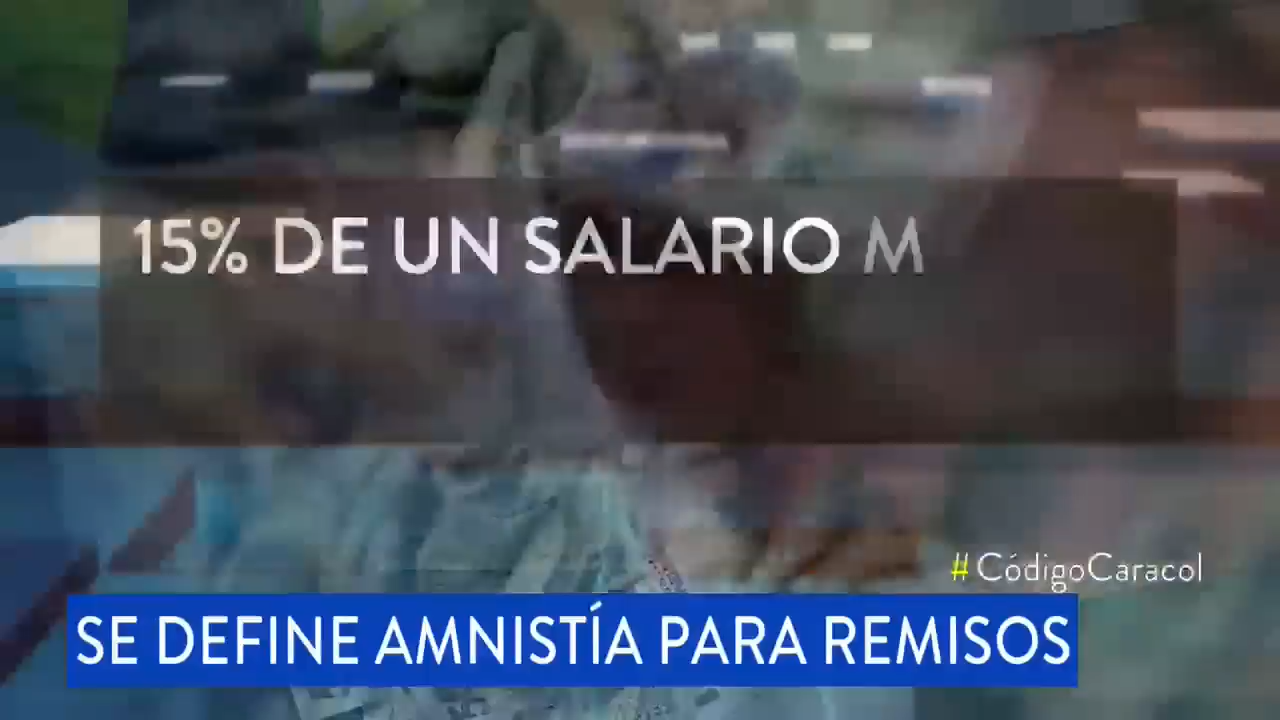 15% DE UN SALARIO M
#CódigoCaracol
SE DEFINE AMNISTÍA PARA REMISOS